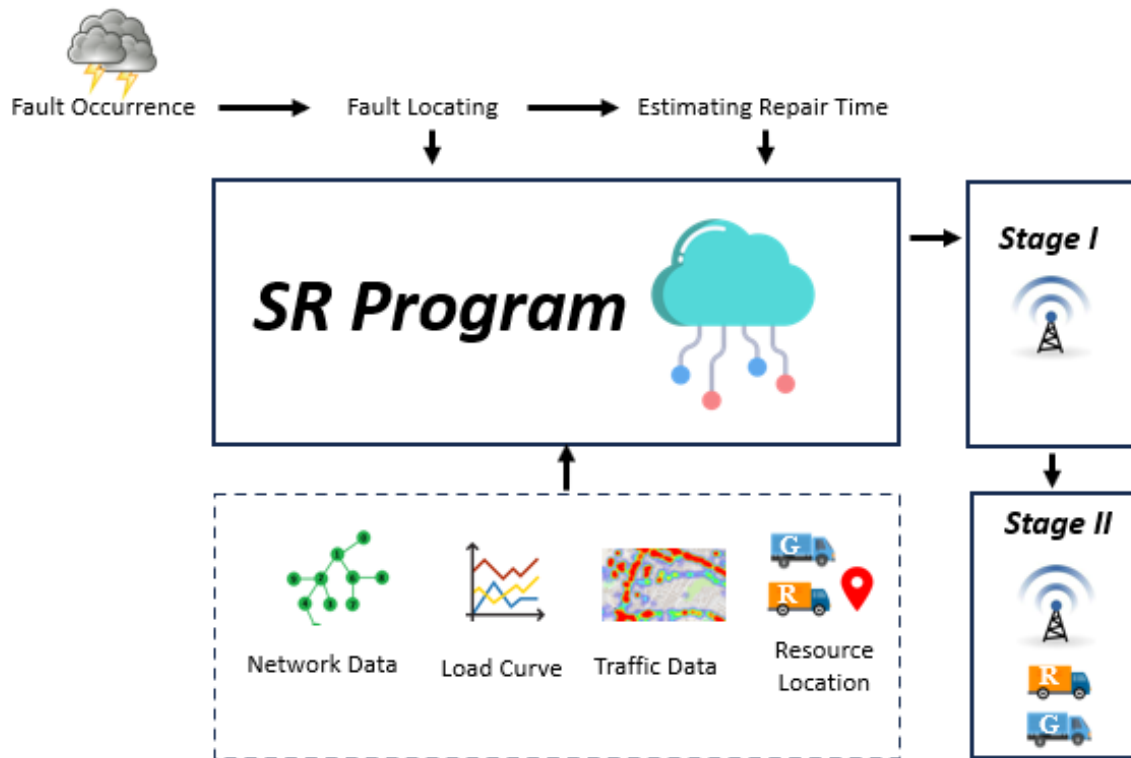 Fault Occurrence
Fault Locating
Estimating Repair Time
SR Program
Stage I
Stage II
G
R
Network Data
Load Curve
Traffic Data
Resource
Location
R
G